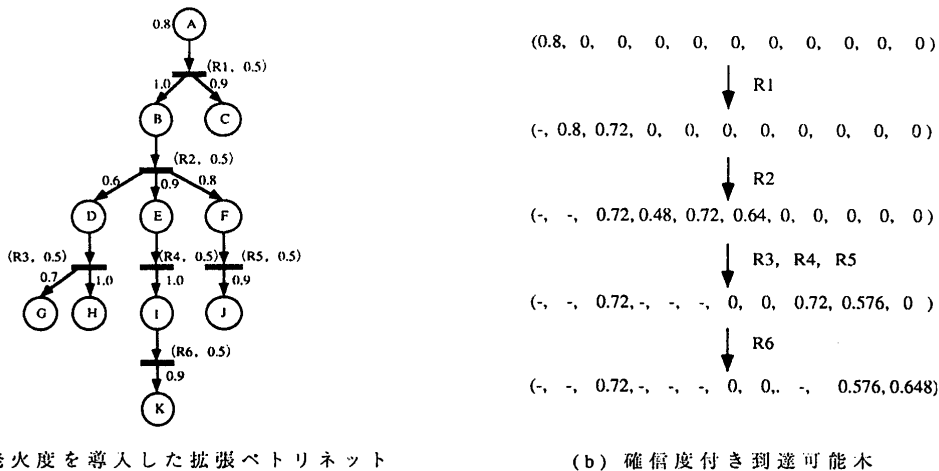 0.8 A
(R1, 0.5)
1.0 0.9
B C
(R2, 0.5)
0.6 0.9 0.8
D E F
(R3, 0.5) (R4, 0.5) (R5, 0.5)
0.7 1.0 1.0 0.9
G H I J
(R6, 0.5)
0.9
K
火度を導入した拡張ペトリネット
(0.8, 0, 0, 0, 0, 0, 0, 0, 0, 0, 0)
R1
(-, 0.8, 0.72, 0, 0, 0, 0, 0, 0, 0, 0)
R2
(-, -, 0.72, 0.48, 0.72, 0.64, 0, 0, 0, 0, 0)
R3, R4, R5
(-, -, 0.72, -, -, -, 0, 0, 0.72, 0.576, 0 )
R6
(-, -, 0.72, -, -, -, 0, 0,. -, 0.576, 0.648)
(b) 確信度付き到達可能木